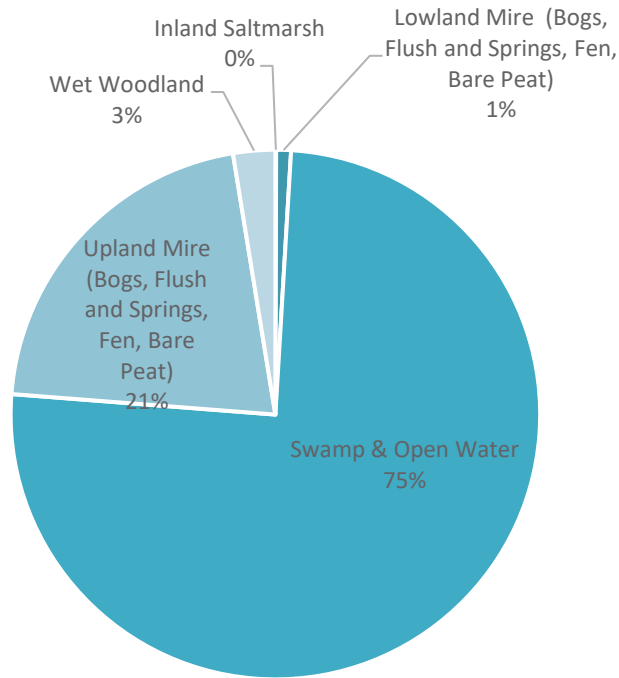 Inland Saltmarsh
0%
Lowland Mire (Bogs,
Flush and Springs, Fen,
Bare Peat)
1%
Wet Woodland
3%
Upland Mire
(Bogs, Flush
and Springs,
Fen, Bare
Peat)
21%
Swamp & Open Water
75%